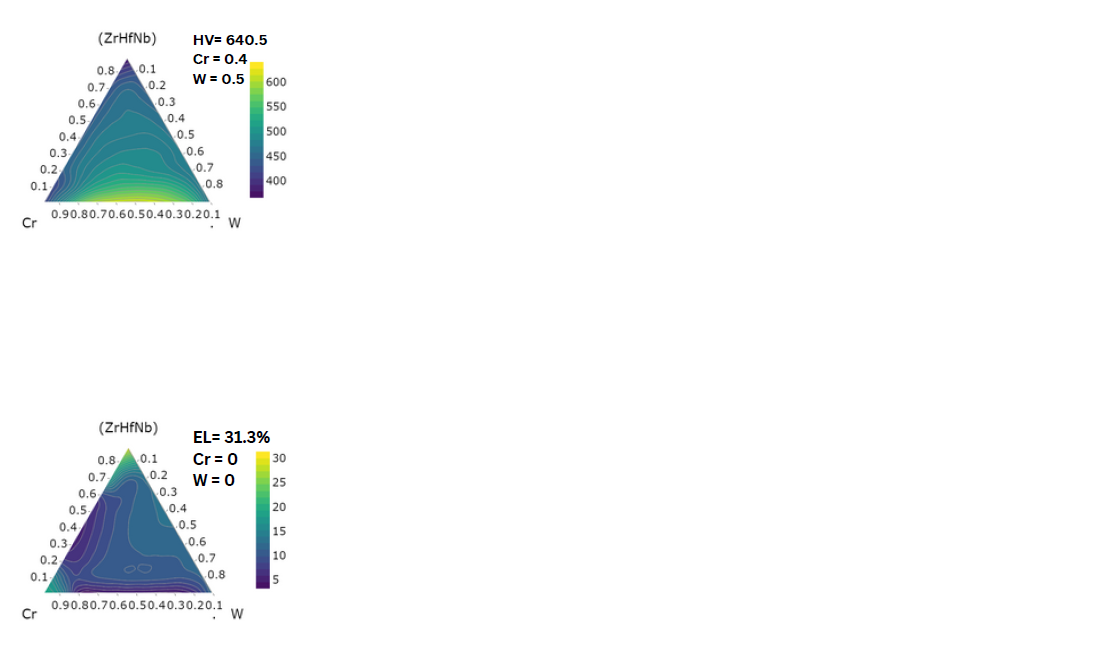 (ZrHfNb)
HV= 640.5
Cr = 0.4
W = 0.5
0.8 0.1
0.7 0.2
0.6 0.3
0.5 0.4
0.4 0.5
0.3 0.6
0.2 0.7
0.1 0.8
600
550
500
450
400
0.90.80.70.60.50.40.30.20.1
Cr . W
(ZrHfNb)
EL= 31.3%
Cr = 0
W = 0
0.8 0.1
0.7 0.2
0.6 0.3
0.5 0.4
0.4 0.5
0.3 0.6
0.2 0.7
0.1 0.8
30
25
20
15
10
5
0.90.80.70.60.50.40.30.20.1
Cr . W